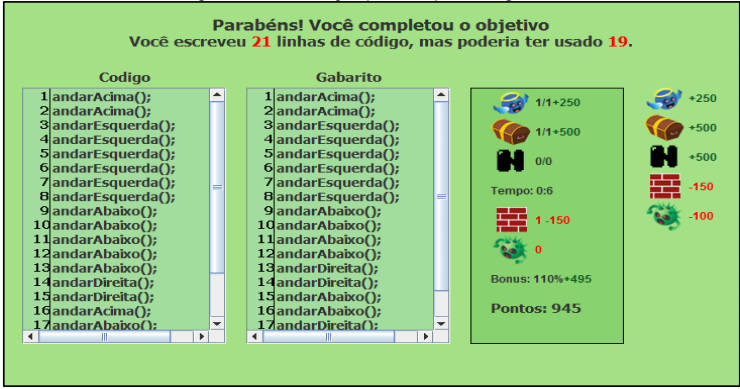 Parabéns! Você completou o objetivo
Você escreveu 21 linhas de código, mas poderia ter usado 19.
Codigo
1 andarAcima();
2 andarAcima();
3 andarEsquerda();
4 andarEsquerda();
5 andarEsquerda();
6 andarEsquerda();
7 andarEsquerda();
8 andarEsquerda();
9 andarAbaixo();
10 andarAbaixo();
11 andarAbaixo();
12 andarAbaixo();
13 andarAbaixo();
14 andarDireita();
15 andarDireita();
16 andarAcima();
17 andarAbaixo();
Gabarito
1 andarAcima();
2 andarAcima();
3 andarEsquerda();
4 andarEsquerda();
5 andarEsquerda();
6 andarEsquerda();
7 andarEsquerda();
8 andarEsquerda();
9 andarAbaixo();
10 andarAbaixo();
11 andarAbaixo();
12 andarAbaixo();
13 andarDireita();
14 andarDireita();
15 andarAbaixo();
16 andarAbaixo();
17 andarDireita();
1/1+250
1/1+500
0/0
Tempo: 0:6
1 -150
0
Bonus: 110%+495
Pontos: 945
+250
+500
+500
-150
-100